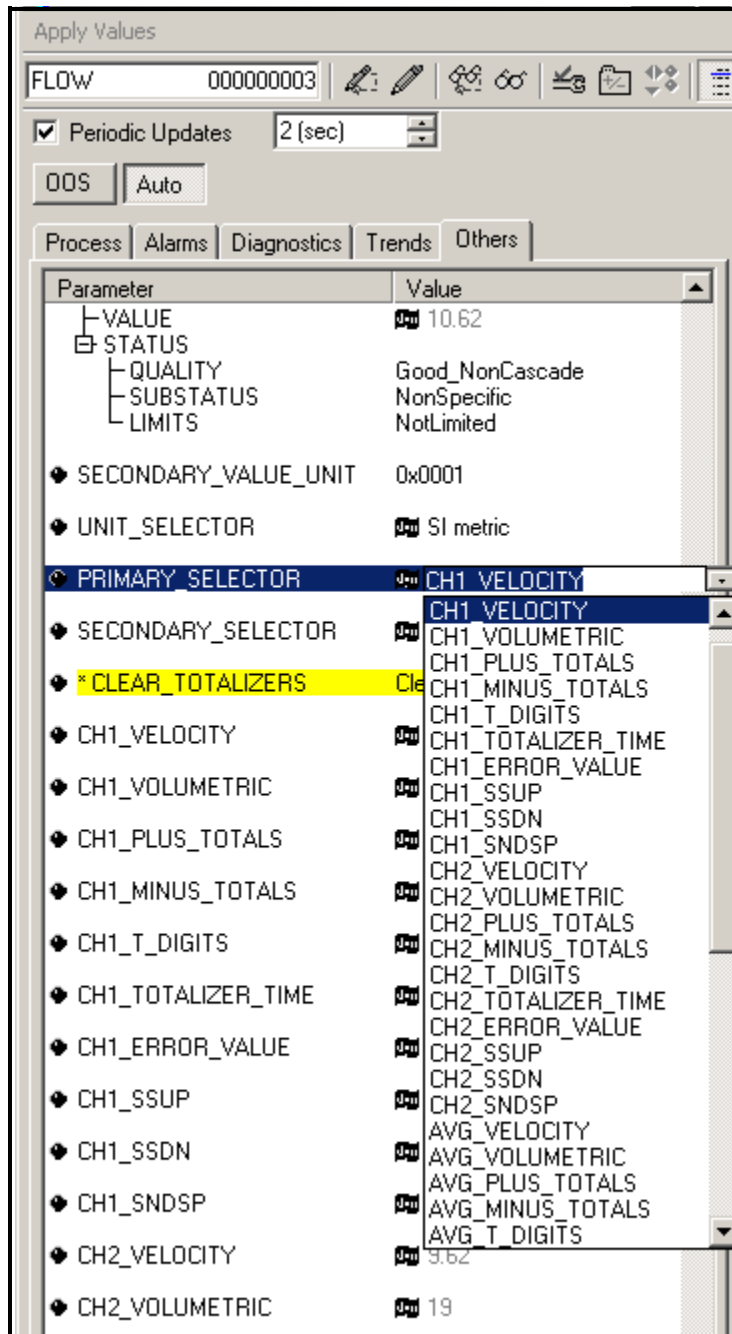 Apply Values
FLOW 000000003
Periodic Updates 2 (sec)
OOS Auto
Process Alarms Diagnostics Trends Others
Parameter Value
VALUE 10.62
STATUS
QUALITY Good_NonCascade
SUBSTATUS NonSpecific
LIMITS NotLimited
SECONDARY_VALUE_UNIT 0x0001
UNIT_SELECTOR SI metric
PRIMARY_SELECTOR CH1_VELOCITY
SECONDARY_SELECTOR
* CLEAR_TOTALIZERS Cle
CH1_VELOCITY
CH1_VOLUMETRIC
CH1_PLUS_TOTALS
CH1_MINUS_TOTALS
CH1_T_DIGITS
CH1_TOTALIZER_TIME
CH1_ERROR_VALUE
CH1_SSUP
CH1_SSDN
CH1_SNDSP
CH2_VELOCITY 9.62
CH2_VOLUMETRIC 19
CH1_VELOCITY
CH1_VOLUMETRIC
CH1_PLUS_TOTALS
CH1_MINUS_TOTALS
CH1_T_DIGITS
CH1_TOTALIZER_TIME
CH1_ERROR_VALUE
CH1_SSUP
CH1_SSDN
CH1_SNDSP
CH2_VELOCITY
CH2_VOLUMETRIC
CH2_PLUS_TOTALS
CH2_MINUS_TOTALS
CH2_T_DIGITS
CH2_TOTALIZER_TIME
CH2_ERROR_VALUE
CH2_SSUP
CH2_SSDN
CH2_SNDSP
AVG_VELOCITY
AVG_VOLUMETRIC
AVG_PLUS_TOTALS
AVG_MINUS_TOTALS
AVG_T_DIGITS